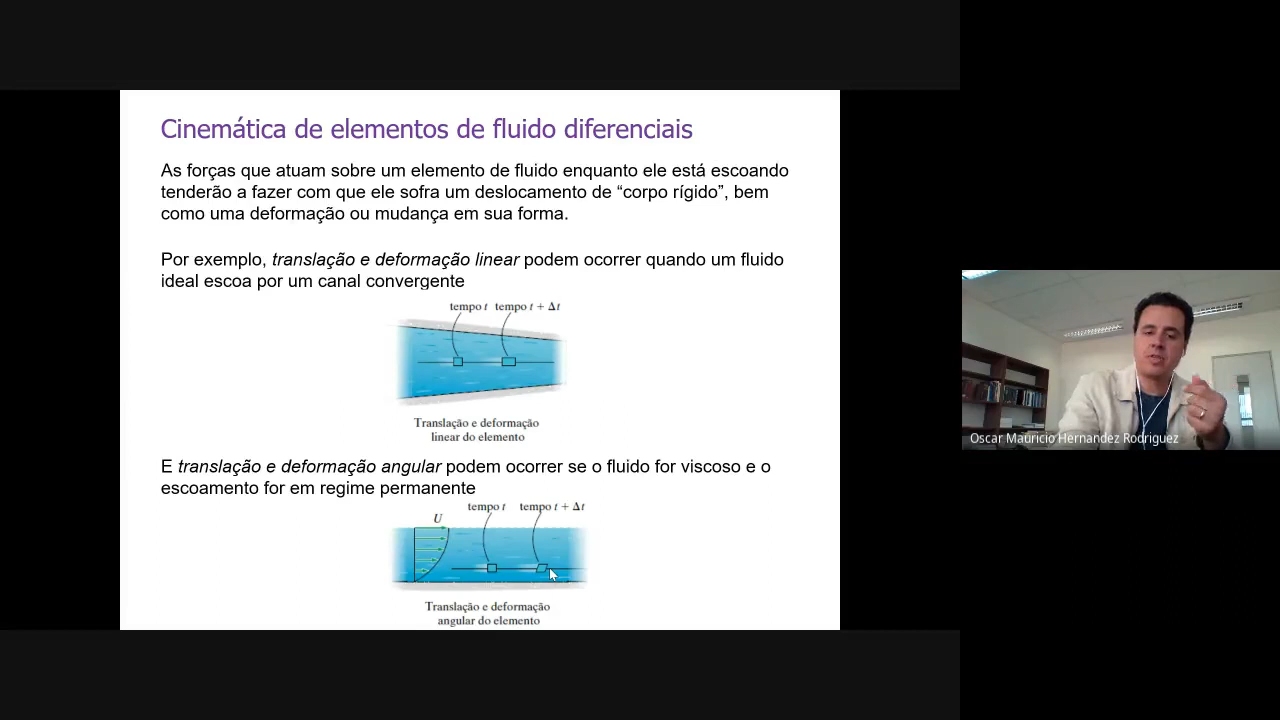 Cinemática de elementos de fluido diferenciais
As forças que atuam sobre um elemento de fluido enquanto ele está escoando
tenderão a fazer com que ele sofra um deslocamento de “corpo rígido”, bem
como uma deformação ou mudança em sua forma.
Por exemplo, translação e deformação linear podem ocorrer quando um fluido
ideal escoa por um canal convergente
tempo t tempo t + Δt
Translação e deformação
linear do elemento
E translação e deformação angular podem ocorrer se o fluido for viscoso e o
escoamento for em regime permanente
tempo t tempo t + Δt
U
Translação e deformação
angular do elemento
Oscar Mauricio Hernandez Rodriguez